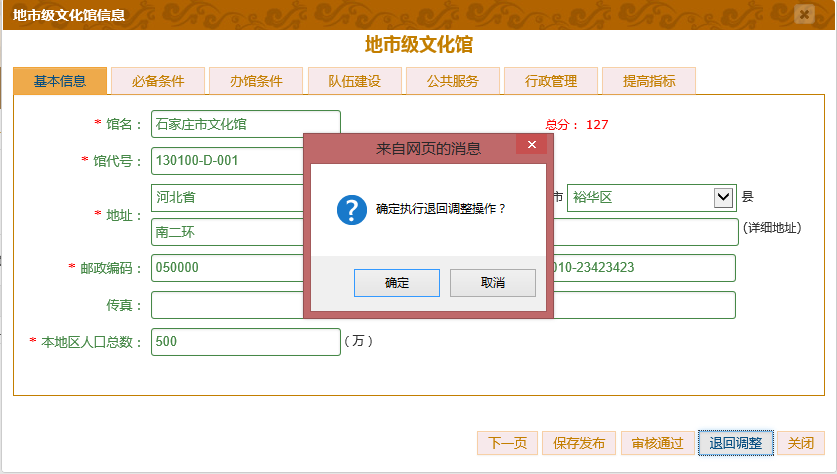 地市级文化馆信息
地市级文化馆
基本信息 必备条件 办馆条件 队伍建设 公共服务 行政管理 提高指标
* 馆名： 石家庄市文化馆 总分： 127
* 馆代号： 130100-D-001
* 地址： 河北省 市 裕华区 县
南二环 (详细地址)
* 邮政编码： 050000 010-23423423
传真：
* 本地区人口总数： 500 (万)
来自网页的消息
确定执行退回调整操作？
确定 取消
下一页 保存发布 审核通过 退回调整 关闭